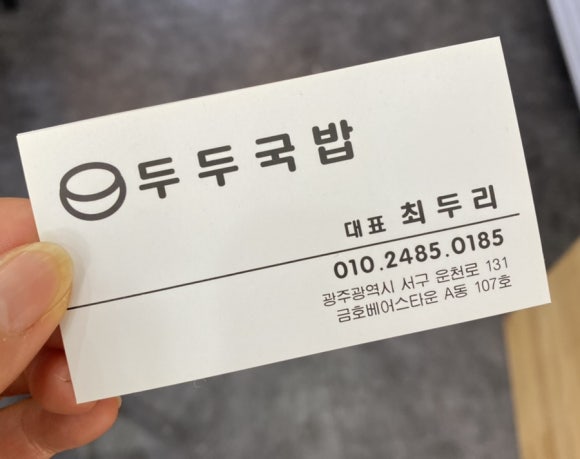 두두국밥
대표 최두리
010.2485.0185
광주광역시 서구 운천로 131
금호베어스타운 A동 107호